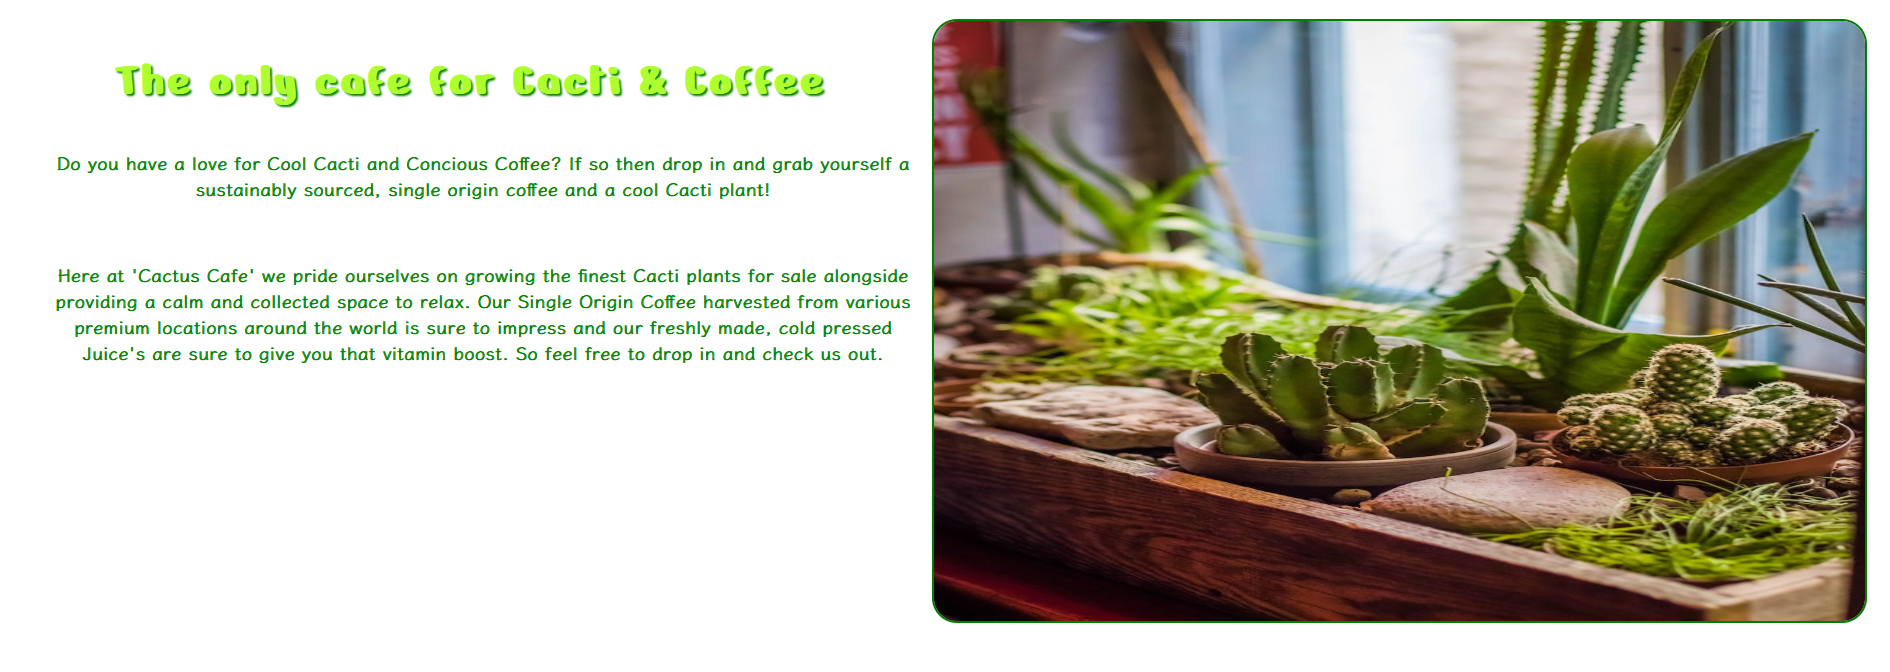 The only cafe for Cacti & Coffee
Do you have a love for Cool Cacti and Concious Coffee? If so then drop in and grab yourself a
sustainably sourced, single origin coffee and a cool Cacti plant!
Here at 'Cactus Cafe' we pride ourselves on growing the finest Cacti plants for sale alongside
providing a calm and collected space to relax. Our Single Origin Coffee harvested from various
premium locations around the world is sure to impress and our freshly made, cold pressed
Juice's are sure to give you that vitamin boost. So feel free to drop in and check us out.